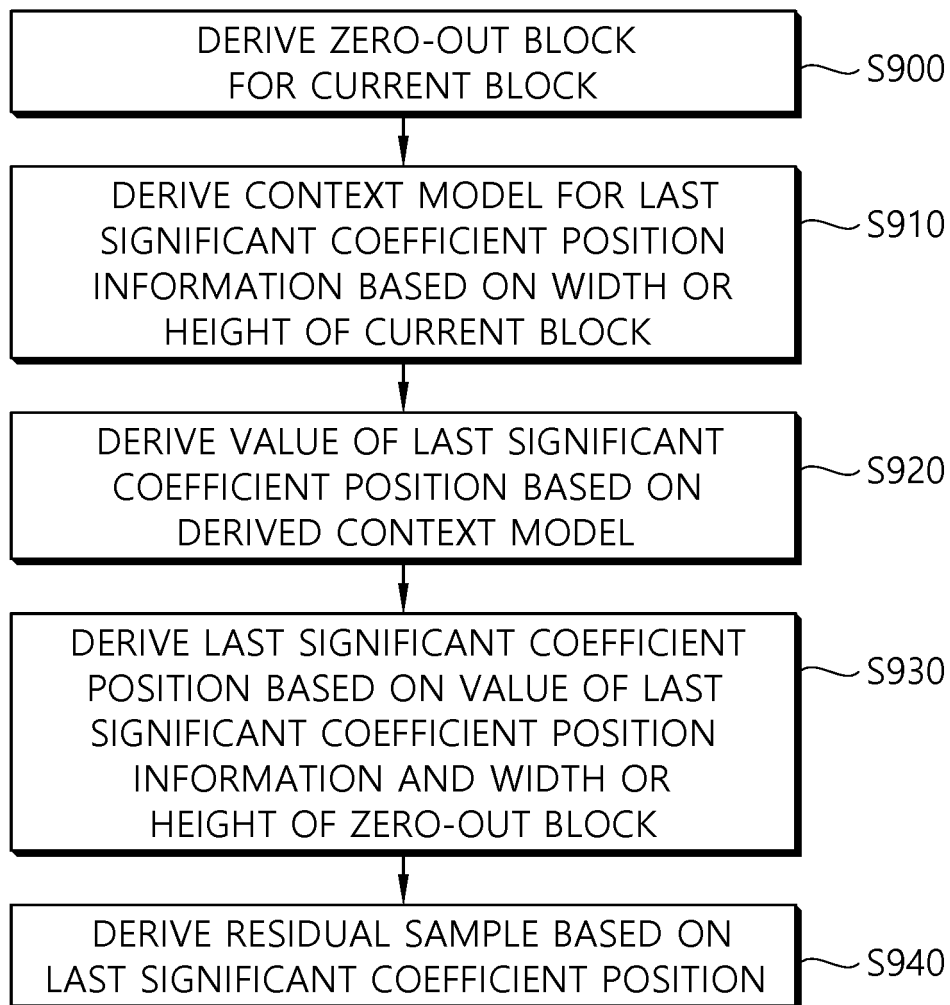 DERIVE ZERO-OUT BLOCK
FOR CURRENT BLOCK
S900
DERIVE CONTEXT MODEL FOR LAST
SIGNIFICANT COEFFICIENT POSITION
INFORMATION BASED ON WIDTH OR
HEIGHT OF CURRENT BLOCK
S910
DERIVE VALUE OF LAST SIGNIFICANT
COEFFICIENT POSITION BASED ON
DERIVED CONTEXT MODEL
S920
DERIVE LAST SIGNIFICANT COEFFICIENT
POSITION BASED ON VALUE OF LAST
SIGNIFICANT COEFFICIENT POSITION
INFORMATION AND WIDTH OR
HEIGHT OF ZERO-OUT BLOCK
S930
DERIVE RESIDUAL SAMPLE BASED ON
LAST SIGNIFICANT COEFFICIENT POSITION
S940